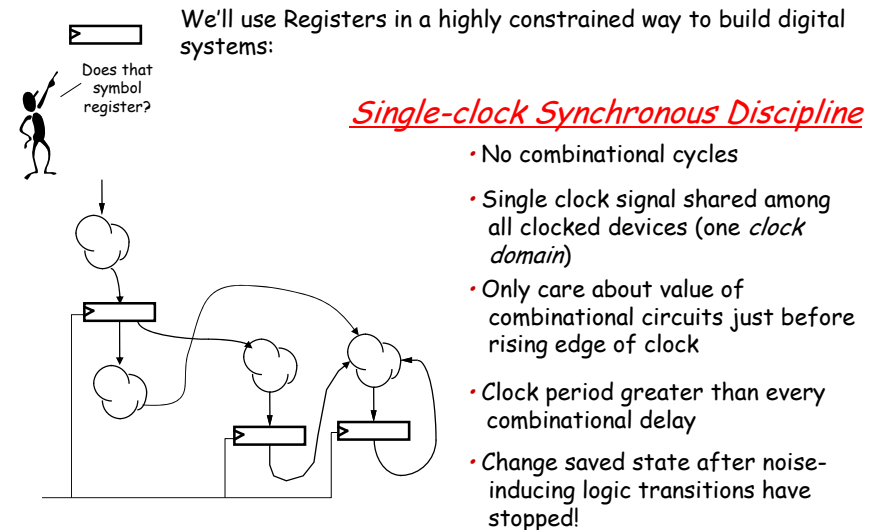 We'll use Registers in a highly constrained way to build digital
systems:
Does that
symbol
register?
Single-clock Synchronous Discipline
• No combinational cycles
• Single clock signal shared among
all clocked devices (one clock
domain)
• Only care about value of
combinational circuits just before
rising edge of clock
• Clock period greater than every
combinational delay
• Change saved state after noise-
inducing logic transitions have
stopped!